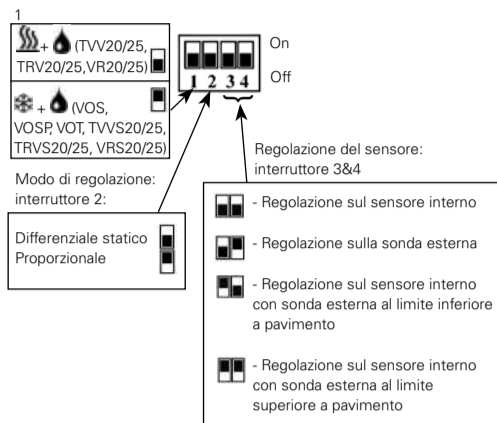 1
+ (TVV20/25,
TRV20/25,VR20/25)
+ (VOS,
VOSP, VOT, TVVS20/25,
TRVS20/25, VRS20/25)
On
Off
1 2 3 4
Modo di regolazione:
interruttore 2:
Differenziale statico
Proporzionale
Regolazione del sensore:
interruttore 3&4
- Regolazione sul sensore interno
- Regolazione sulla sonda esterna
- Regolazione sul sensore interno
con sonda esterna al limite inferiore
a pavimento
- Regolazione sul sensore interno
con sonda esterna al limite
superiore a pavimento